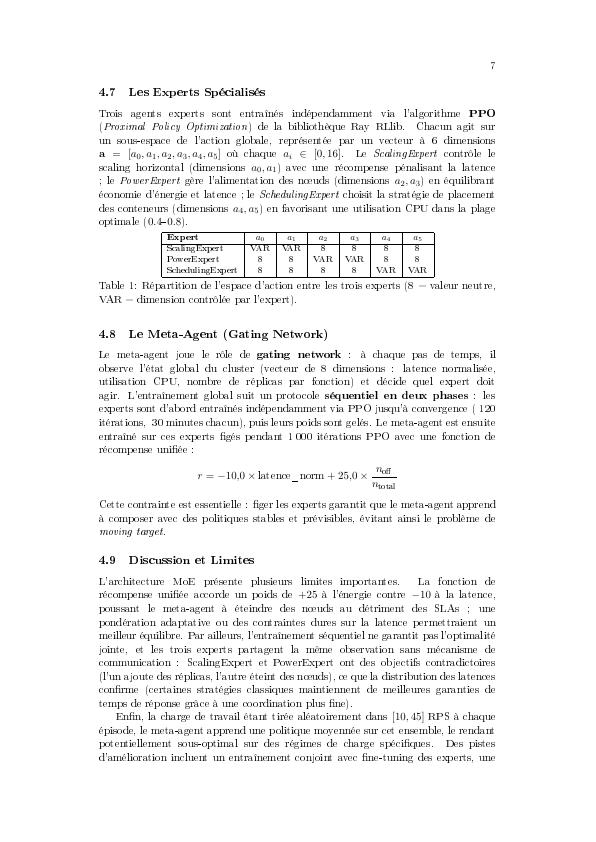 7
4.7 Les Experts Spécialisés
Trois agents experts sont entraînés indépendamment via l'algorithme PPO
(Proximal Policy Optimization) de la bibliothèque Ray RLlib. Chacun agit sur
un sous-espace de l'action globale, représentée par un vecteur à 6 dimensions
a = [a₀, a₁, a₂, a₃, a₄, a₅] où chaque aᵢ ∈ [0, 16]. Le ScalingExpert contrôle le
scaling horizontal (dimensions a₀, a₁) avec une récompense pénalisant la latence
; le PowerExpert gère l'alimentation des nœuds (dimensions a₂, a₃) en équilibrant
économie d'énergie et latence ; le SchedulingExpert choisit la stratégie de placement
des conteneurs (dimensions a₄, a₅) en favorisant une utilisation CPU dans la plage
optimale (0.4–0.8).
Expert a₀ a₁ a₂ a₃ a₄ a₅
ScalingExpert VAR VAR 8 8 8 8
PowerExpert 8 8 VAR VAR 8 8
SchedulingExpert 8 8 8 8 VAR VAR
Table 1: Répartition de l'espace d'action entre les trois experts (8 = valeur neutre,
VAR = dimension contrôlée par l'expert).
4.8 Le Meta-Agent (Gating Network)
Le meta-agent joue le rôle de gating network : à chaque pas de temps, il
observe l'état global du cluster (vecteur de 8 dimensions : latence normalisée,
utilisation CPU, nombre de réplicas par fonction) et décide quel expert doit
agir. L'entraînement global suit un protocole séquentiel en deux phases : les
experts sont d'abord entraînés indépendamment via PPO jusqu'à convergence ( 120
itérations, 30 minutes chacun), puis leurs poids sont gelés. Le meta-agent est ensuite
entraîné sur ces experts figés pendant 1 000 itérations PPO avec une fonction de
récompense unifiée :
r = −10,0 × latence_norm + 25,0 × n_off / n_total
Cette contrainte est essentielle : figer les experts garantit que le meta-agent apprend
à composer avec des politiques stables et prévisibles, évitant ainsi le problème de
moving target.
4.9 Discussion et Limites
L'architecture MoE présente plusieurs limites importantes. La fonction de
récompense unifiée accorde un poids de +25 à l'énergie contre −10 à la latence,
poussant le meta-agent à éteindre des nœuds au détriment des SLAs ; une
pondération adaptative ou des contraintes dures sur la latence permettraient un
meilleur équilibre. Par ailleurs, l'entraînement séquentiel ne garantit pas l'optimalité
jointe, et les trois experts partagent la même observation sans mécanisme de
communication : ScalingExpert et PowerExpert ont des objectifs contradictoires
(l'un ajoute des réplicas, l'autre éteint des nœuds), ce que la distribution des latences
confirme (certaines stratégies classiques maintiennent de meilleures garanties de
temps de réponse grâce à une coordination plus fine).
Enfin, la charge de travail étant tirée aléatoirement dans [10, 45] RPS à chaque
épisode, le meta-agent apprend une politique moyennée sur cet ensemble, le rendant
potentiellement sous-optimal sur des régimes de charge spécifiques. Des pistes
d'amélioration incluent un entraînement conjoint avec fine-tuning des experts, une